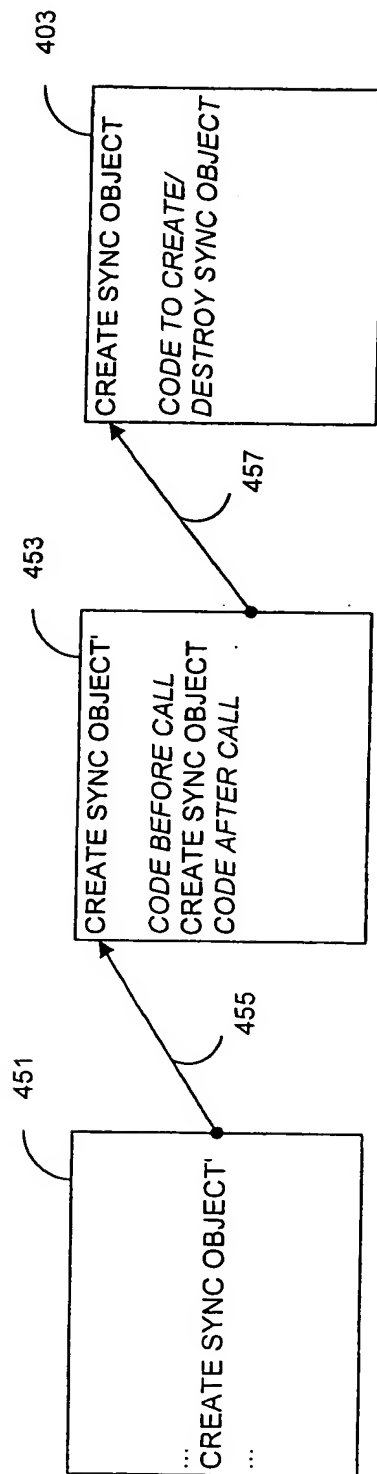 451
...
CREATE SYNC OBJECT'
...
455
453
CREATE SYNC OBJECT'
CODE BEFORE CALL
CREATE SYNC OBJECT
CODE AFTER CALL
457
403
CREATE SYNC OBJECT
CODE TO CREATE/
DESTROY SYNC OBJECT